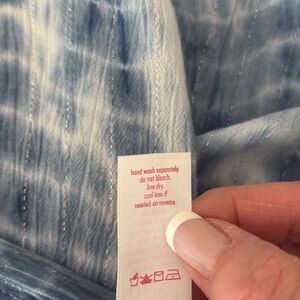 hand wash separately.
do not bleach.
line dry.
cool iron if
needed on reverse.